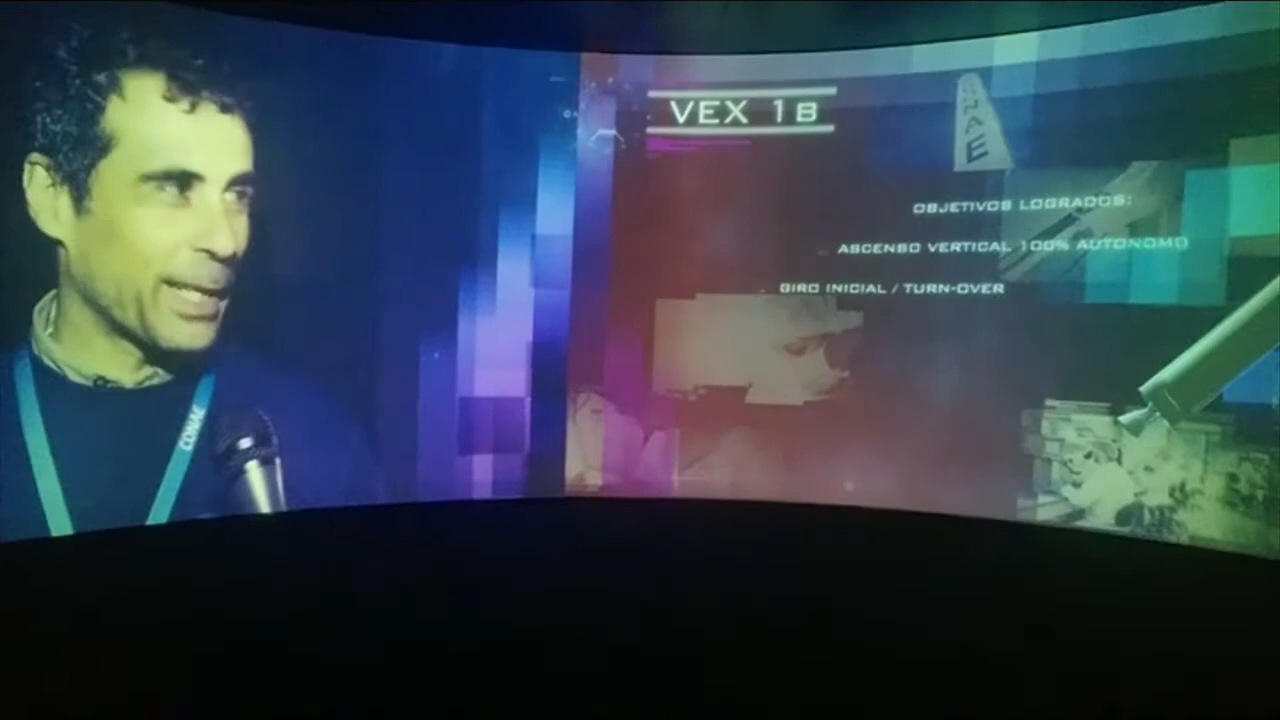 VEX 1B
CONAE
OBJETIVOS LOGRADOS:
ASCENSO VERTICAL 100% AUTONOMO
GIRO INICIAL / TURN-OVER
CONAE